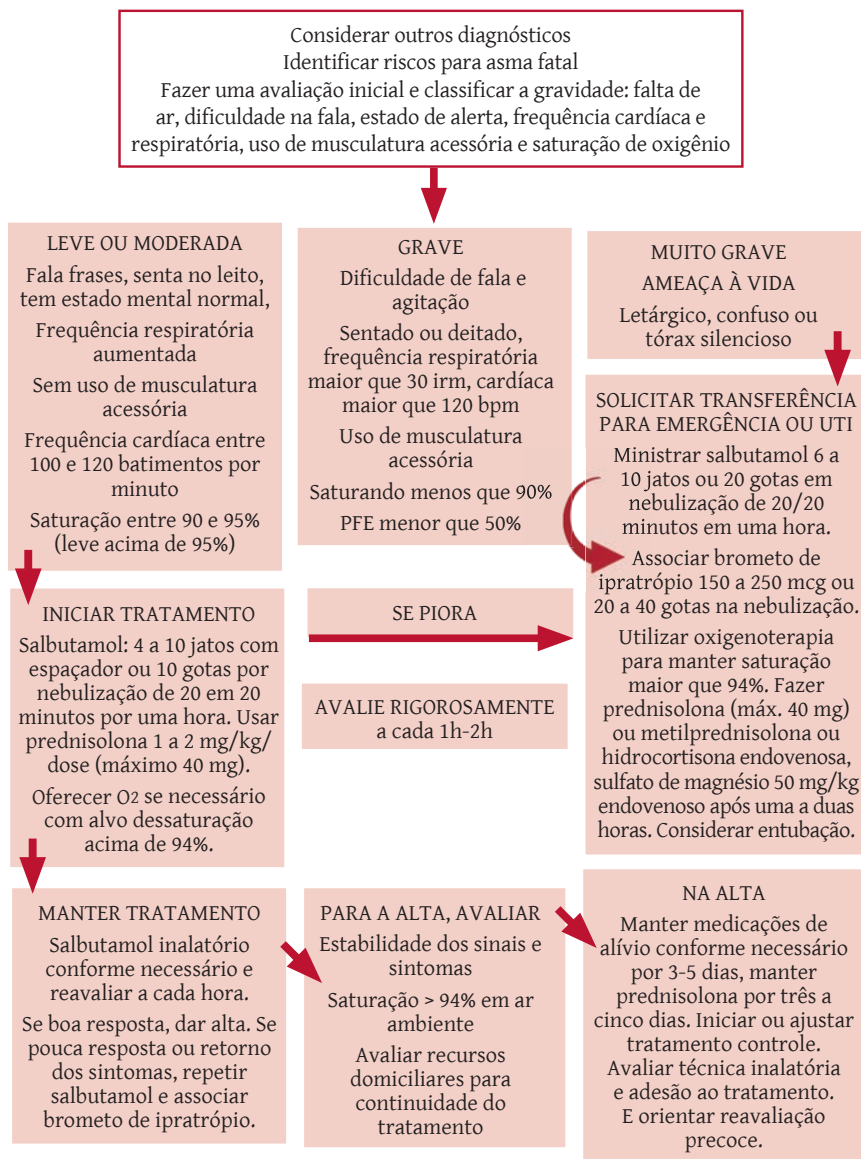 Considerar outros diagnósticos
Identificar riscos para asma fatal
Fazer uma avaliação inicial e classificar a gravidade: falta de
ar, dificuldade na fala, estado de alerta, frequência cardíaca e
respiratória, uso de musculatura acessória e saturação de oxigênio
LEVE OU MODERADA
Fala frases, senta no leito,
tem estado mental normal,
Frequência respiratória
aumentada
Sem uso de musculatura
acessória
Frequência cardíaca entre
100 e 120 batimentos por
minuto
Saturação entre 90 e 95%
(leve acima de 95%)
GRAVE
Dificuldade de fala e
agitação
Sentado ou deitado,
frequência respiratória
maior que 30 irm, cardíaca
maior que 120 bpm
Uso de musculatura
acessória
Saturando menos que 90%
PFE menor que 50%
MUITO GRAVE
AMEAÇA À VIDA
Letárgico, confuso ou
tórax silencioso
SOLICITAR TRANSFERÊNCIA
PARA EMERGÊNCIA OU UTI
Ministrar salbutamol 6 a
10 jatos ou 20 gotas em
nebulização de 20/20
minutos em uma hora.
Associar brometo de
ipratrópio 150 a 250 mcg ou
20 a 40 gotas na nebulização.
Utilizar oxigenoterapia
para manter saturação
maior que 94%. Fazer
prednisolona (máx. 40 mg)
ou metilprednisolona ou
hidrocortisona endovenosa,
sulfato de magnésio 50 mg/kg
endovenoso após uma a duas
horas. Considerar entubação.
INICIAR TRATAMENTO
Salbutamol: 4 a 10 jatos com
espaçador ou 10 gotas por
nebulização de 20 em 20
minutos por uma hora. Usar
prednisolona 1 a 2 mg/kg/
dose (máximo 40 mg).
Oferecer O2 se necessário
com alvo dessaturação
acima de 94%.
SE PIORA
AVALIE RIGOROSAMENTE
a cada 1h-2h
MANTER TRATAMENTO
Salbutamol inalatório
conforme necessário e
reavaliar a cada hora.
Se boa resposta, dar alta. Se
pouca resposta ou retorno
dos sintomas, repetir
salbutamol e associar
brometo de ipratrópio.
PARA A ALTA, AVALIAR
Estabilidade dos sinais e
sintomas
Saturação > 94% em ar
ambiente
Avaliar recursos
domiciliares para
continuidade do
tratamento
NA ALTA
Manter medicações de
alívio conforme necessário
por 3-5 dias, manter
prednisolona por três a
cinco dias. Iniciar ou ajustar
tratamento controle.
Avaliar técnica inalatória
e adesão ao tratamento.
E orientar reavaliação
precoce.